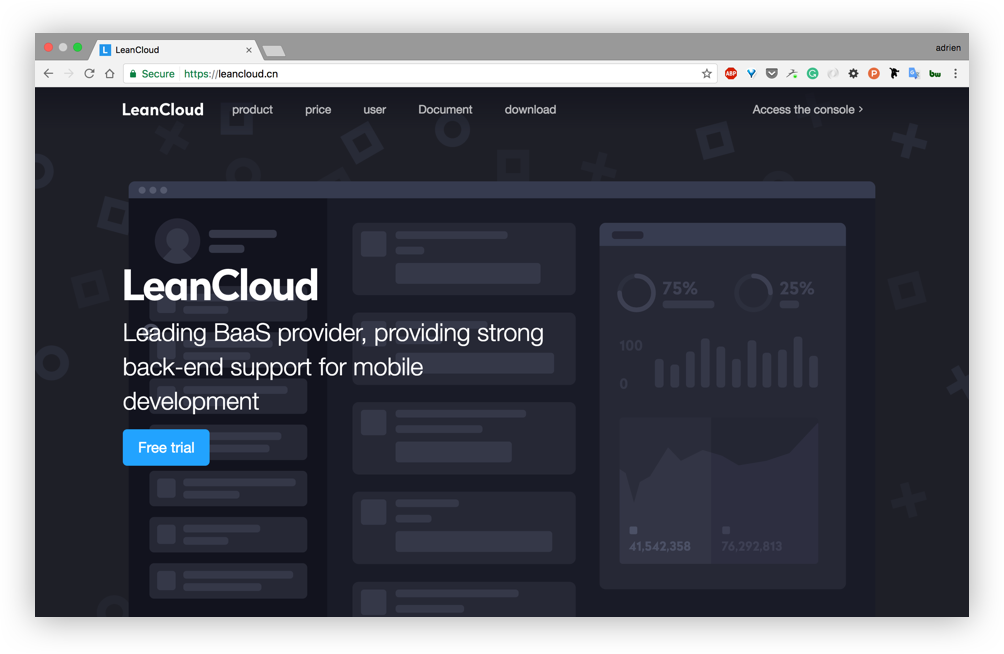 LeanCloud
adrien
Secure
https://leancloud.cn
ABP
bw
LeanCloud
product
price
user
Document
download
Access the console
LeanCloud
Leading BaaS provider, providing strong
back-end support for mobile
development
Free trial
75%
25%
100
0
41,542,358
76,292,813